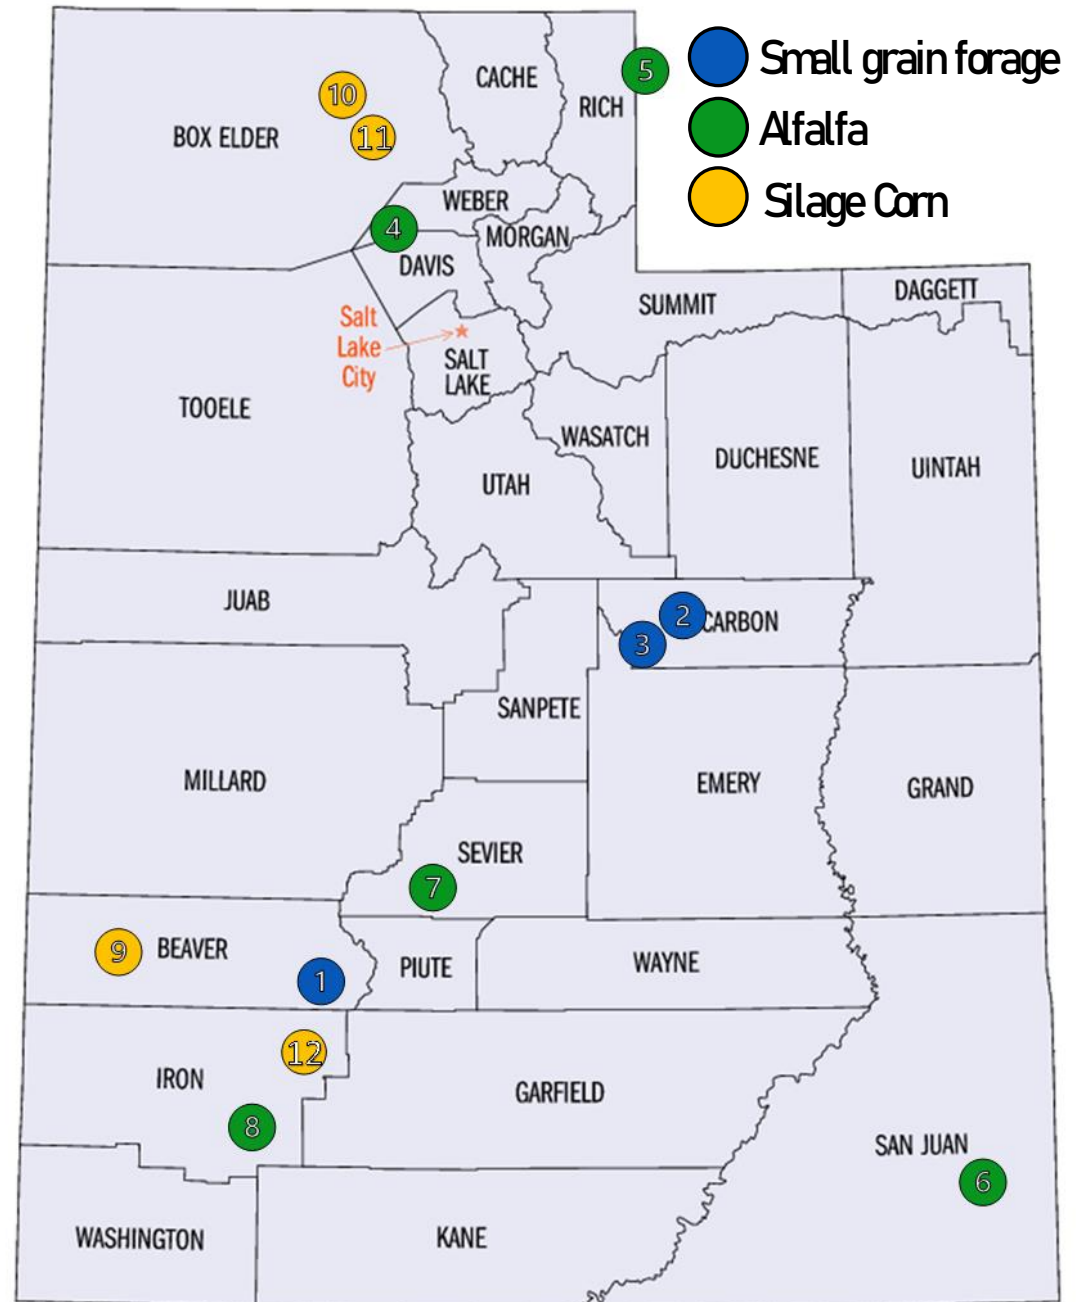 CACHE
5
Small grain forage
10
RICH
11
BOX ELDER
Alfalfa
WEBER
Silage Corn
4
MORGAN
DAVIS
DAGGETT
SUMMIT
Salt
Lake
City
SALT
LAKE
TOOELE
WASATCH
DUCHESNE
UINTAH
UTAH
JUAB
2
CARBON
3
SANPETE
MILLARD
EMERY
GRAND
SEVIER
7
9
BEAVER
1
PIUTE
WAYNE
12
IRON
GARFIELD
8
SAN JUAN
6
WASHINGTON
KANE